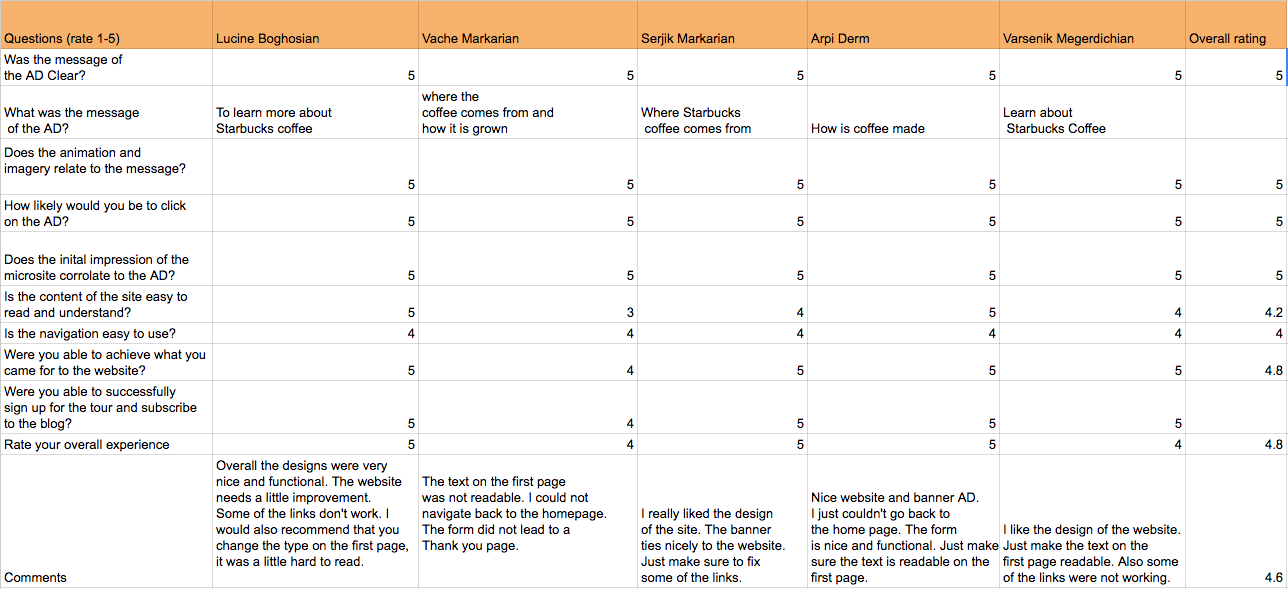 Questions (rate 1-5) Lucine Boghosian Vache Markarian Serjik Markarian Arpi Derm Varsenik Megerdichian Overall rating
Was the message of
the AD Clear? 5 5 5 5 5 5
What was the message
of the AD?
To learn more about
Starbucks coffee
where the
coffee comes from and
how it is grown
Where Starbucks
coffee comes from
How is coffee made
Learn about
Starbucks Coffee
Does the animation and
imagery relate to the message?
5 5 5 5 5 5
How likely would you be to click
on the AD? 5 5 5 5 5 5
Does the inital impression of the
microsite corrolate to the AD? 5 5 5 5 5 5
Is the content of the site easy to
read and understand? 5 3 4 5 4 4.2
Is the navigation easy to use? 4 4 4 4 4 4
Were you able to achieve what you
came for to the website? 5 4 5 5 5 4.8
Were you able to successfully
sign up for the tour and subscribe
to the blog? 5 4 5 5 5
Rate your overall experience 5 4 5 5 4 4.8
Comments
Overall the designs were very
nice and functional. The website
needs a little improvement.
Some of the links don't work. I
would also recommend that you
change the type on the first page,
it was a little hard to read.
The text on the first page
was not readable. I could not
navigate back to the homepage.
The form did not lead to a
Thank you page.
I really liked the design
of the site. The banner
ties nicely to the website.
Just make sure to fix
some of the links.
Nice website and banner AD.
I just couldn't go back to
the home page. The form
is nice and functional. Just make
sure the text is readable on the
first page.
I like the design of the website.
Just make the text on the
first page readable. Also some
of the links were not working.
4.6